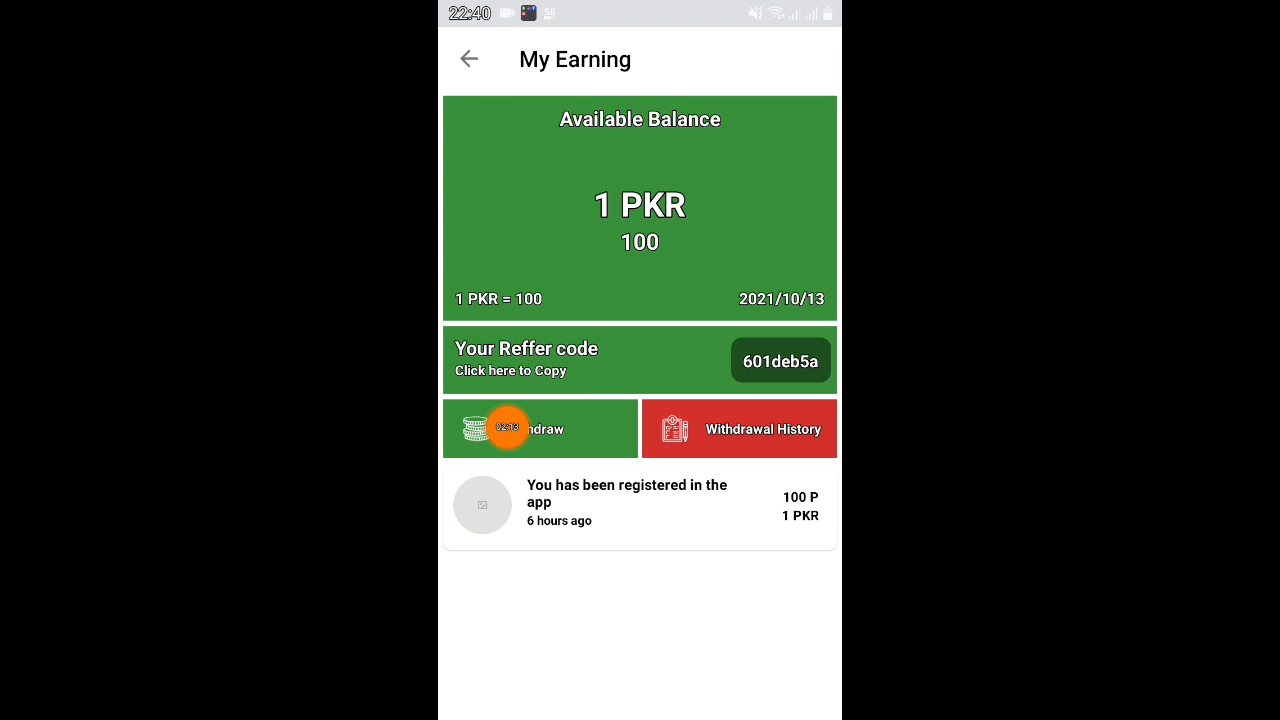 22:40
My Earning
Available Balance
1 PKR
100
1 PKR = 100
2021/10/13
Your Reffer code
Click here to Copy
601deb5a
02:13
Withdrawal History
You has been registered in the
app
6 hours ago
100 P
1 PKR